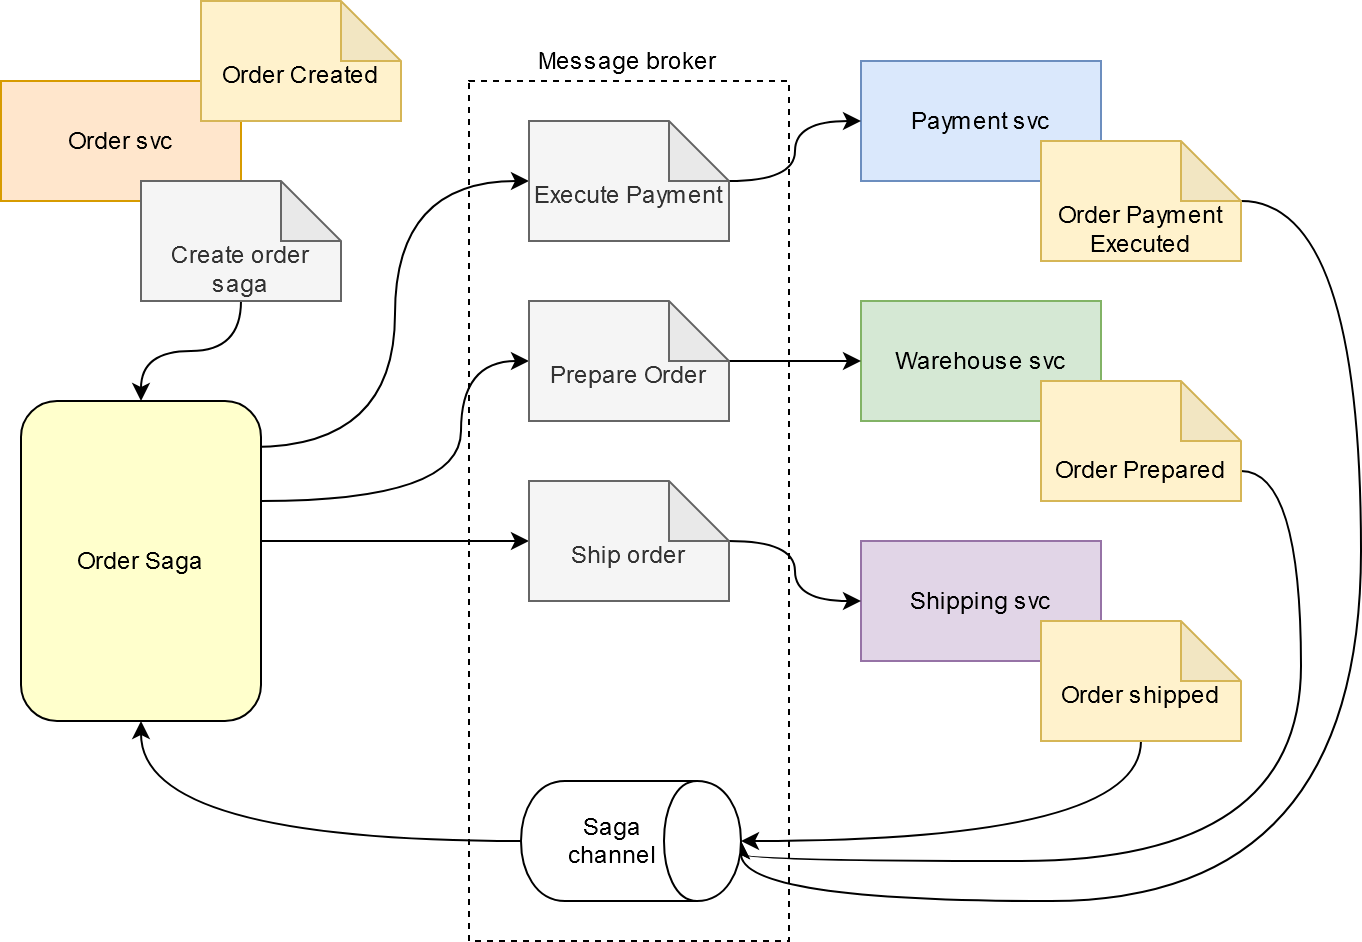 Order Created
Message broker
Order svc
Payment svc
Execute Payment
Order Payment
Executed
Create order
saga
Prepare Order
Warehouse svc
Order Prepared
Order Saga
Ship order
Shipping svc
Order shipped
Saga
channel